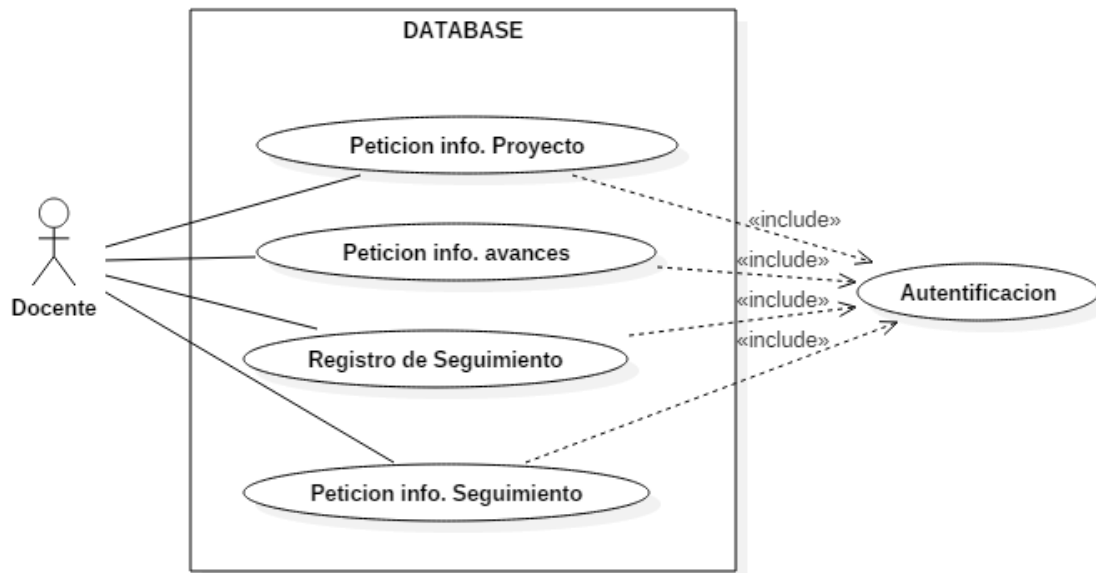 DATABASE
Peticion info. Proyecto
«include»
Peticion info. avances
«include»
Autentificacion
Docente
«include»
Registro de Seguimiento
«include»
Peticion info. Seguimiento